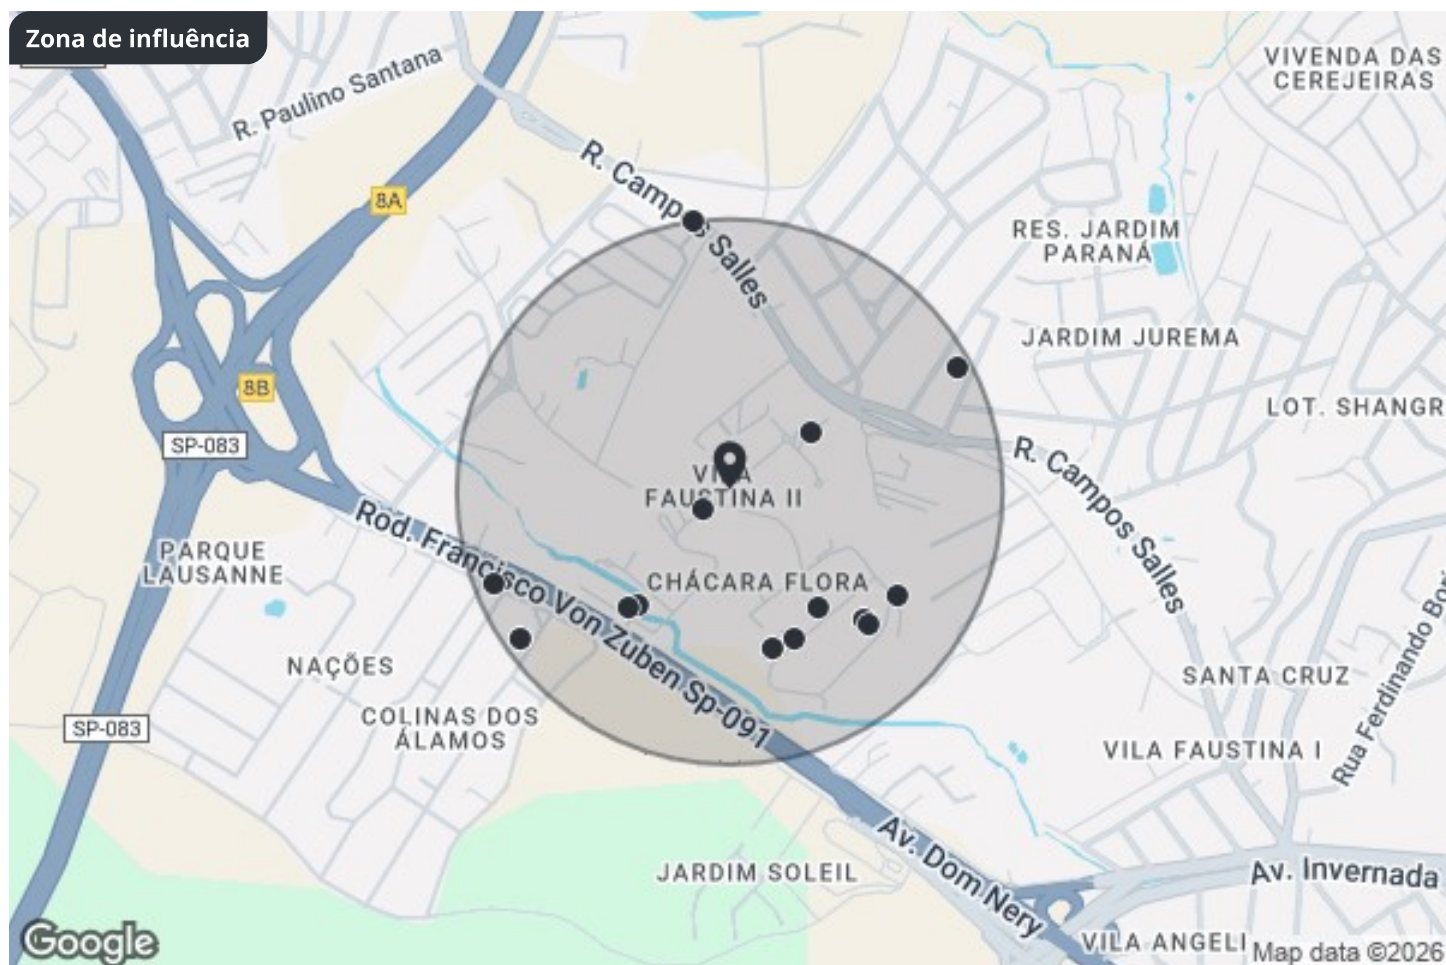 Zona de influência
R. Paulino Santana
VIVENDA DAS
CEREJEIRAS
8A
R. Campos Salles
RES. JARDIM
PARANÁ
JARDIM JUREMA
8B
LOT. SHANGR
SP-083
R. Campos Salles
VILA
FAUSTINA II
Rod. Francisco Von Zuben Sp-091
PARQUE
LAUSANNE
CHÁCARA FLORA
NAÇÕES
SANTA CRUZ
Rua Ferdinando Bor
COLINAS DOS
ÁLAMOS
SP-083
VILA FAUSTINA I
Av. Dom Nery
JARDIM SOLEIL
Av. Invernada
Google
VILA ANGELI
Map data ©2026